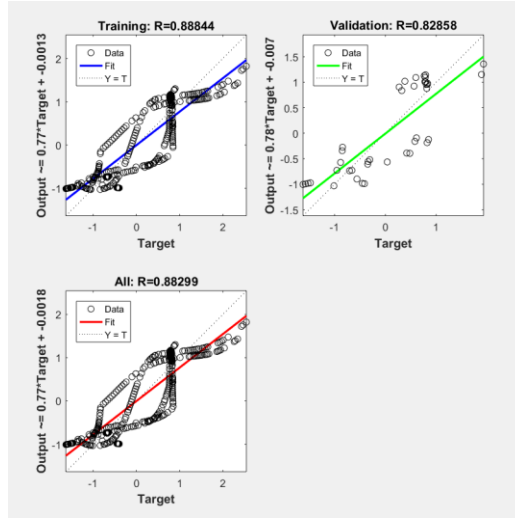 Training: R=0.88844
Output ~= 0.77*Target + -0.0013
2
1
0
-1
Data
Fit
Y = T
-1 0 1 2
Target
Validation: R=0.82858
Output ~= 0.78*Target + -0.007
1.5
1
0.5
0
-0.5
-1
-1.5
Data
Fit
Y = T
-1 0 1
Target
All: R=0.88299
Output ~= 0.77*Target + -0.0018
2
1
0
-1
Data
Fit
Y = T
-1 0 1 2
Target